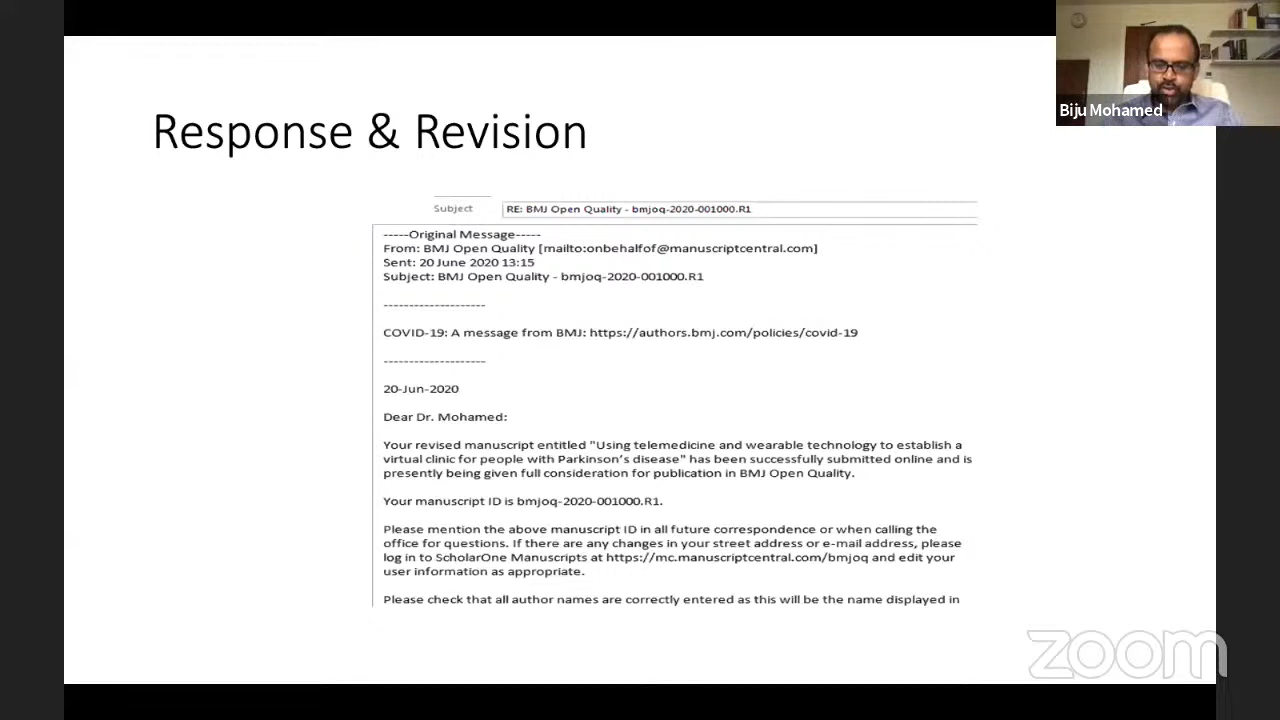 Biju Mohamed
Response & Revision
Subject RE: BMJ Open Quality - bmjoq-2020-001000.R1
-----Original Message-----
From: BMJ Open Quality [mailto:onbehalfof@manuscriptcentral.com]
Sent: 20 June 2020 13:15
Subject: BMJ Open Quality - bmjoq-2020-001000.R1
--------------------
COVID-19: A message from BMJ: https://authors.bmj.com/policies/covid-19
--------------------
20-Jun-2020
Dear Dr. Mohamed:
Your revised manuscript entitled "Using telemedicine and wearable technology to establish a
virtual clinic for people with Parkinson’s disease" has been successfully submitted online and is
presently being given full consideration for publication in BMJ Open Quality.
Your manuscript ID is bmjoq-2020-001000.R1.
Please mention the above manuscript ID in all future correspondence or when calling the
office for questions. If there are any changes in your street address or e-mail address, please
log in to ScholarOne Manuscripts at https://mc.manuscriptcentral.com/bmjoq and edit your
user information as appropriate.
Please check that all author names are correctly entered as this will be the name displayed in
zoom